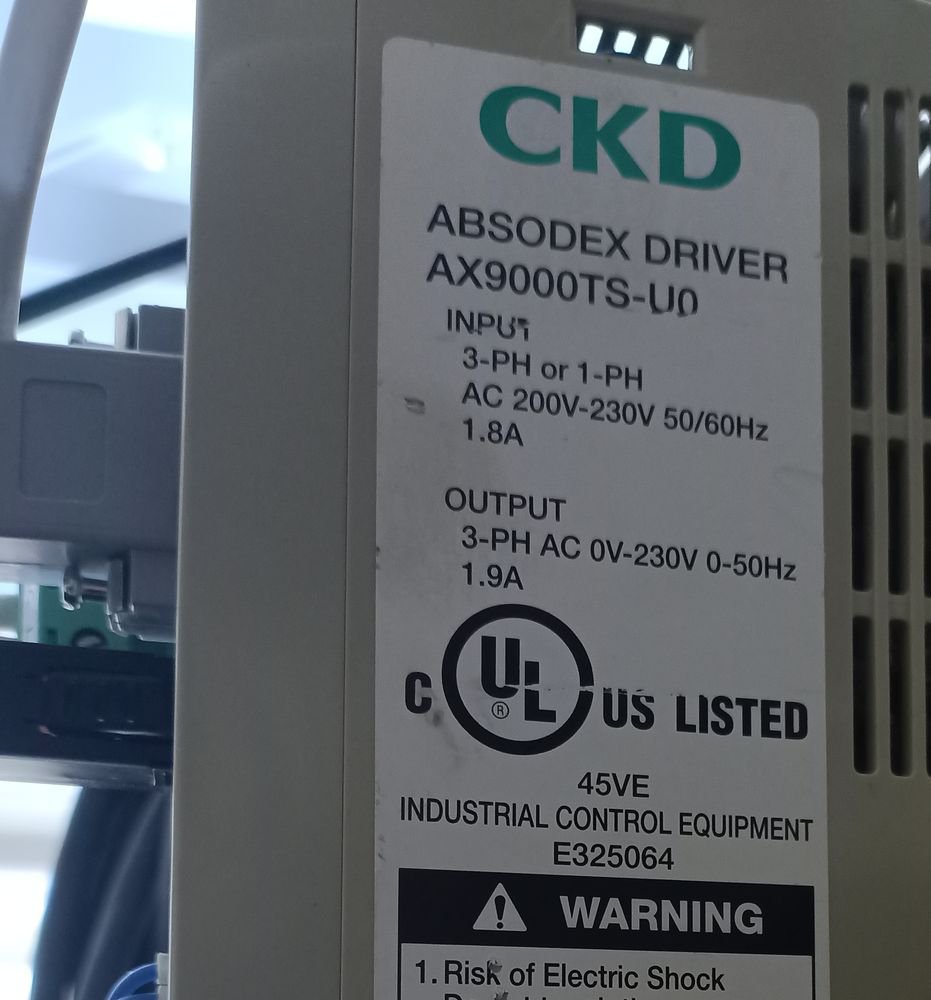 CKD
ABSODEX DRIVER
AX9000TS-U0
INPUT
3-PH or 1-PH
AC 200V-230V 50/60Hz
1.8A
OUTPUT
3-PH AC 0V-230V 0-50Hz
1.9A
C UL ® US LISTED
45VE
INDUSTRIAL CONTROL EQUIPMENT
E325064
WARNING
1. Risk of Electric Shock